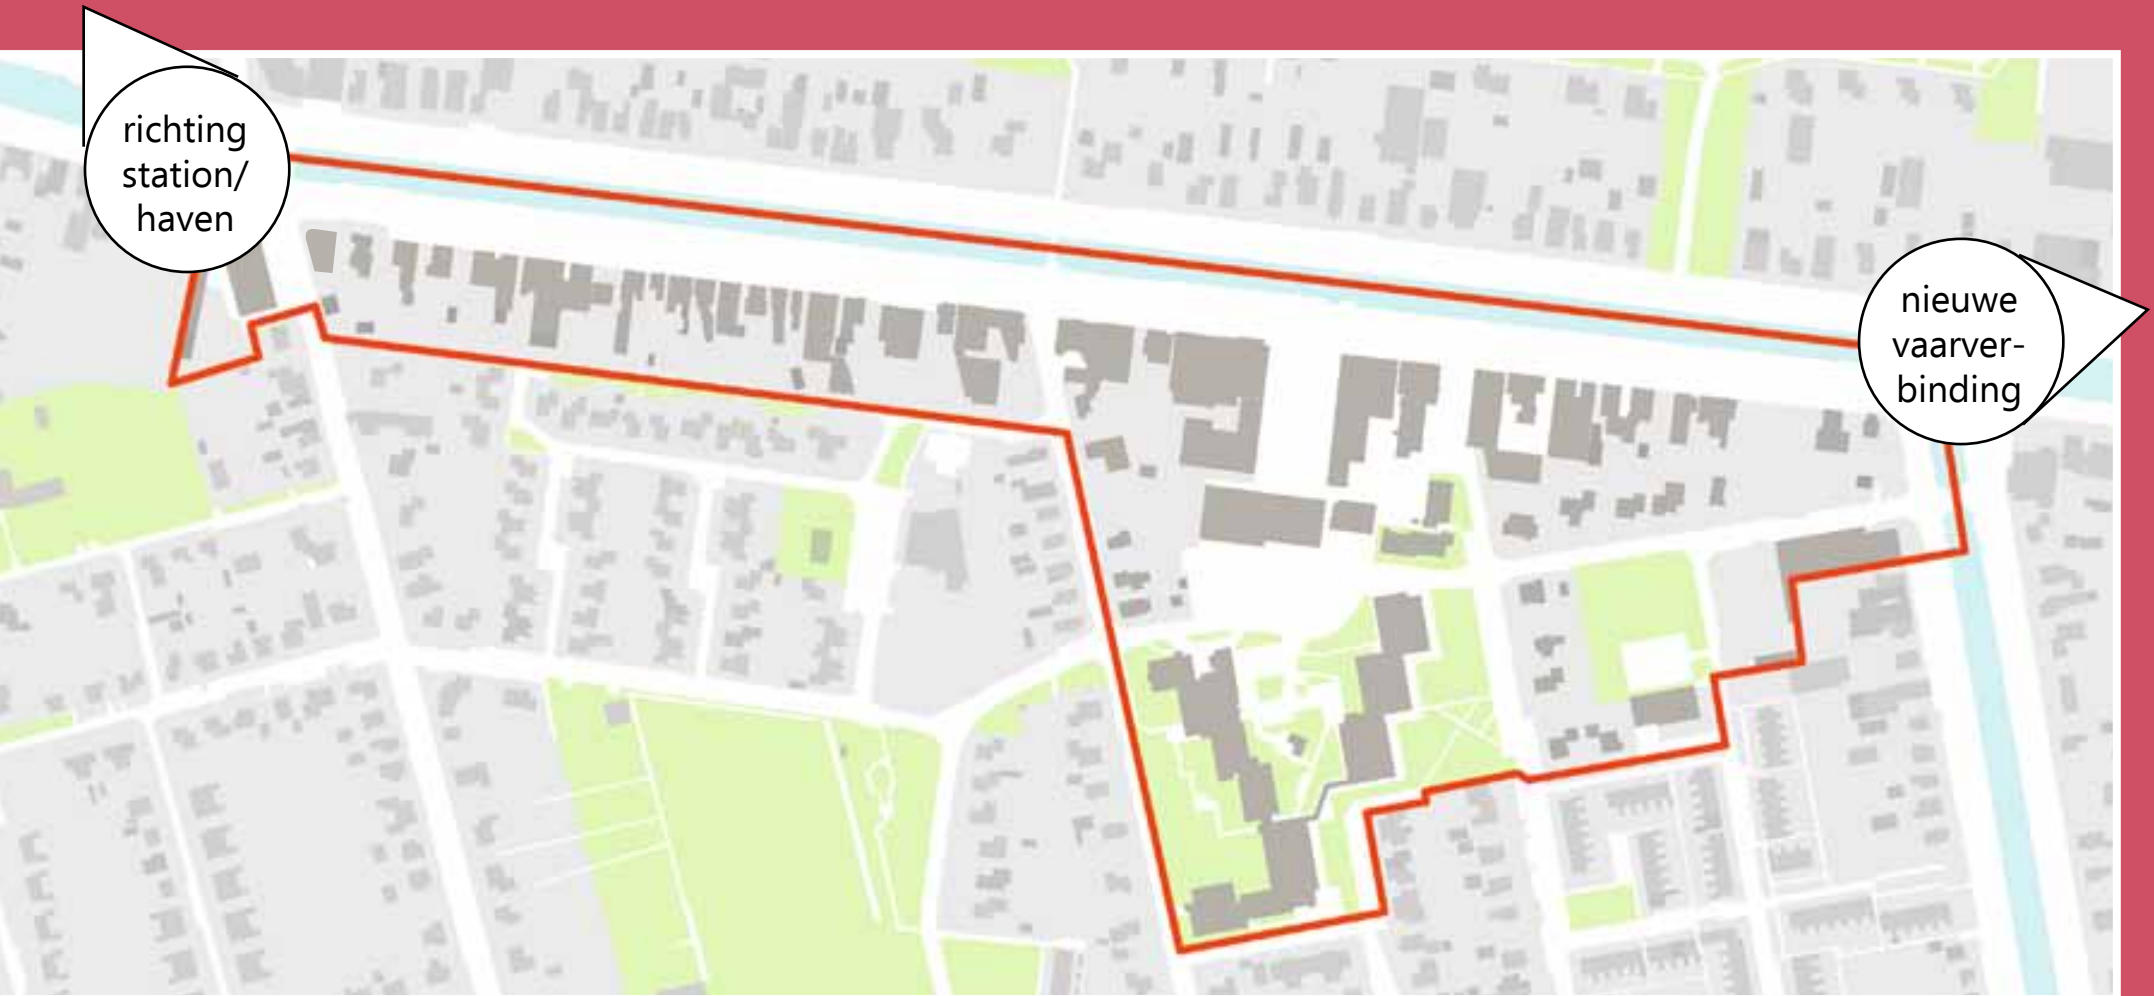 richting
station/
haven
nieuwe
vaarver-
binding